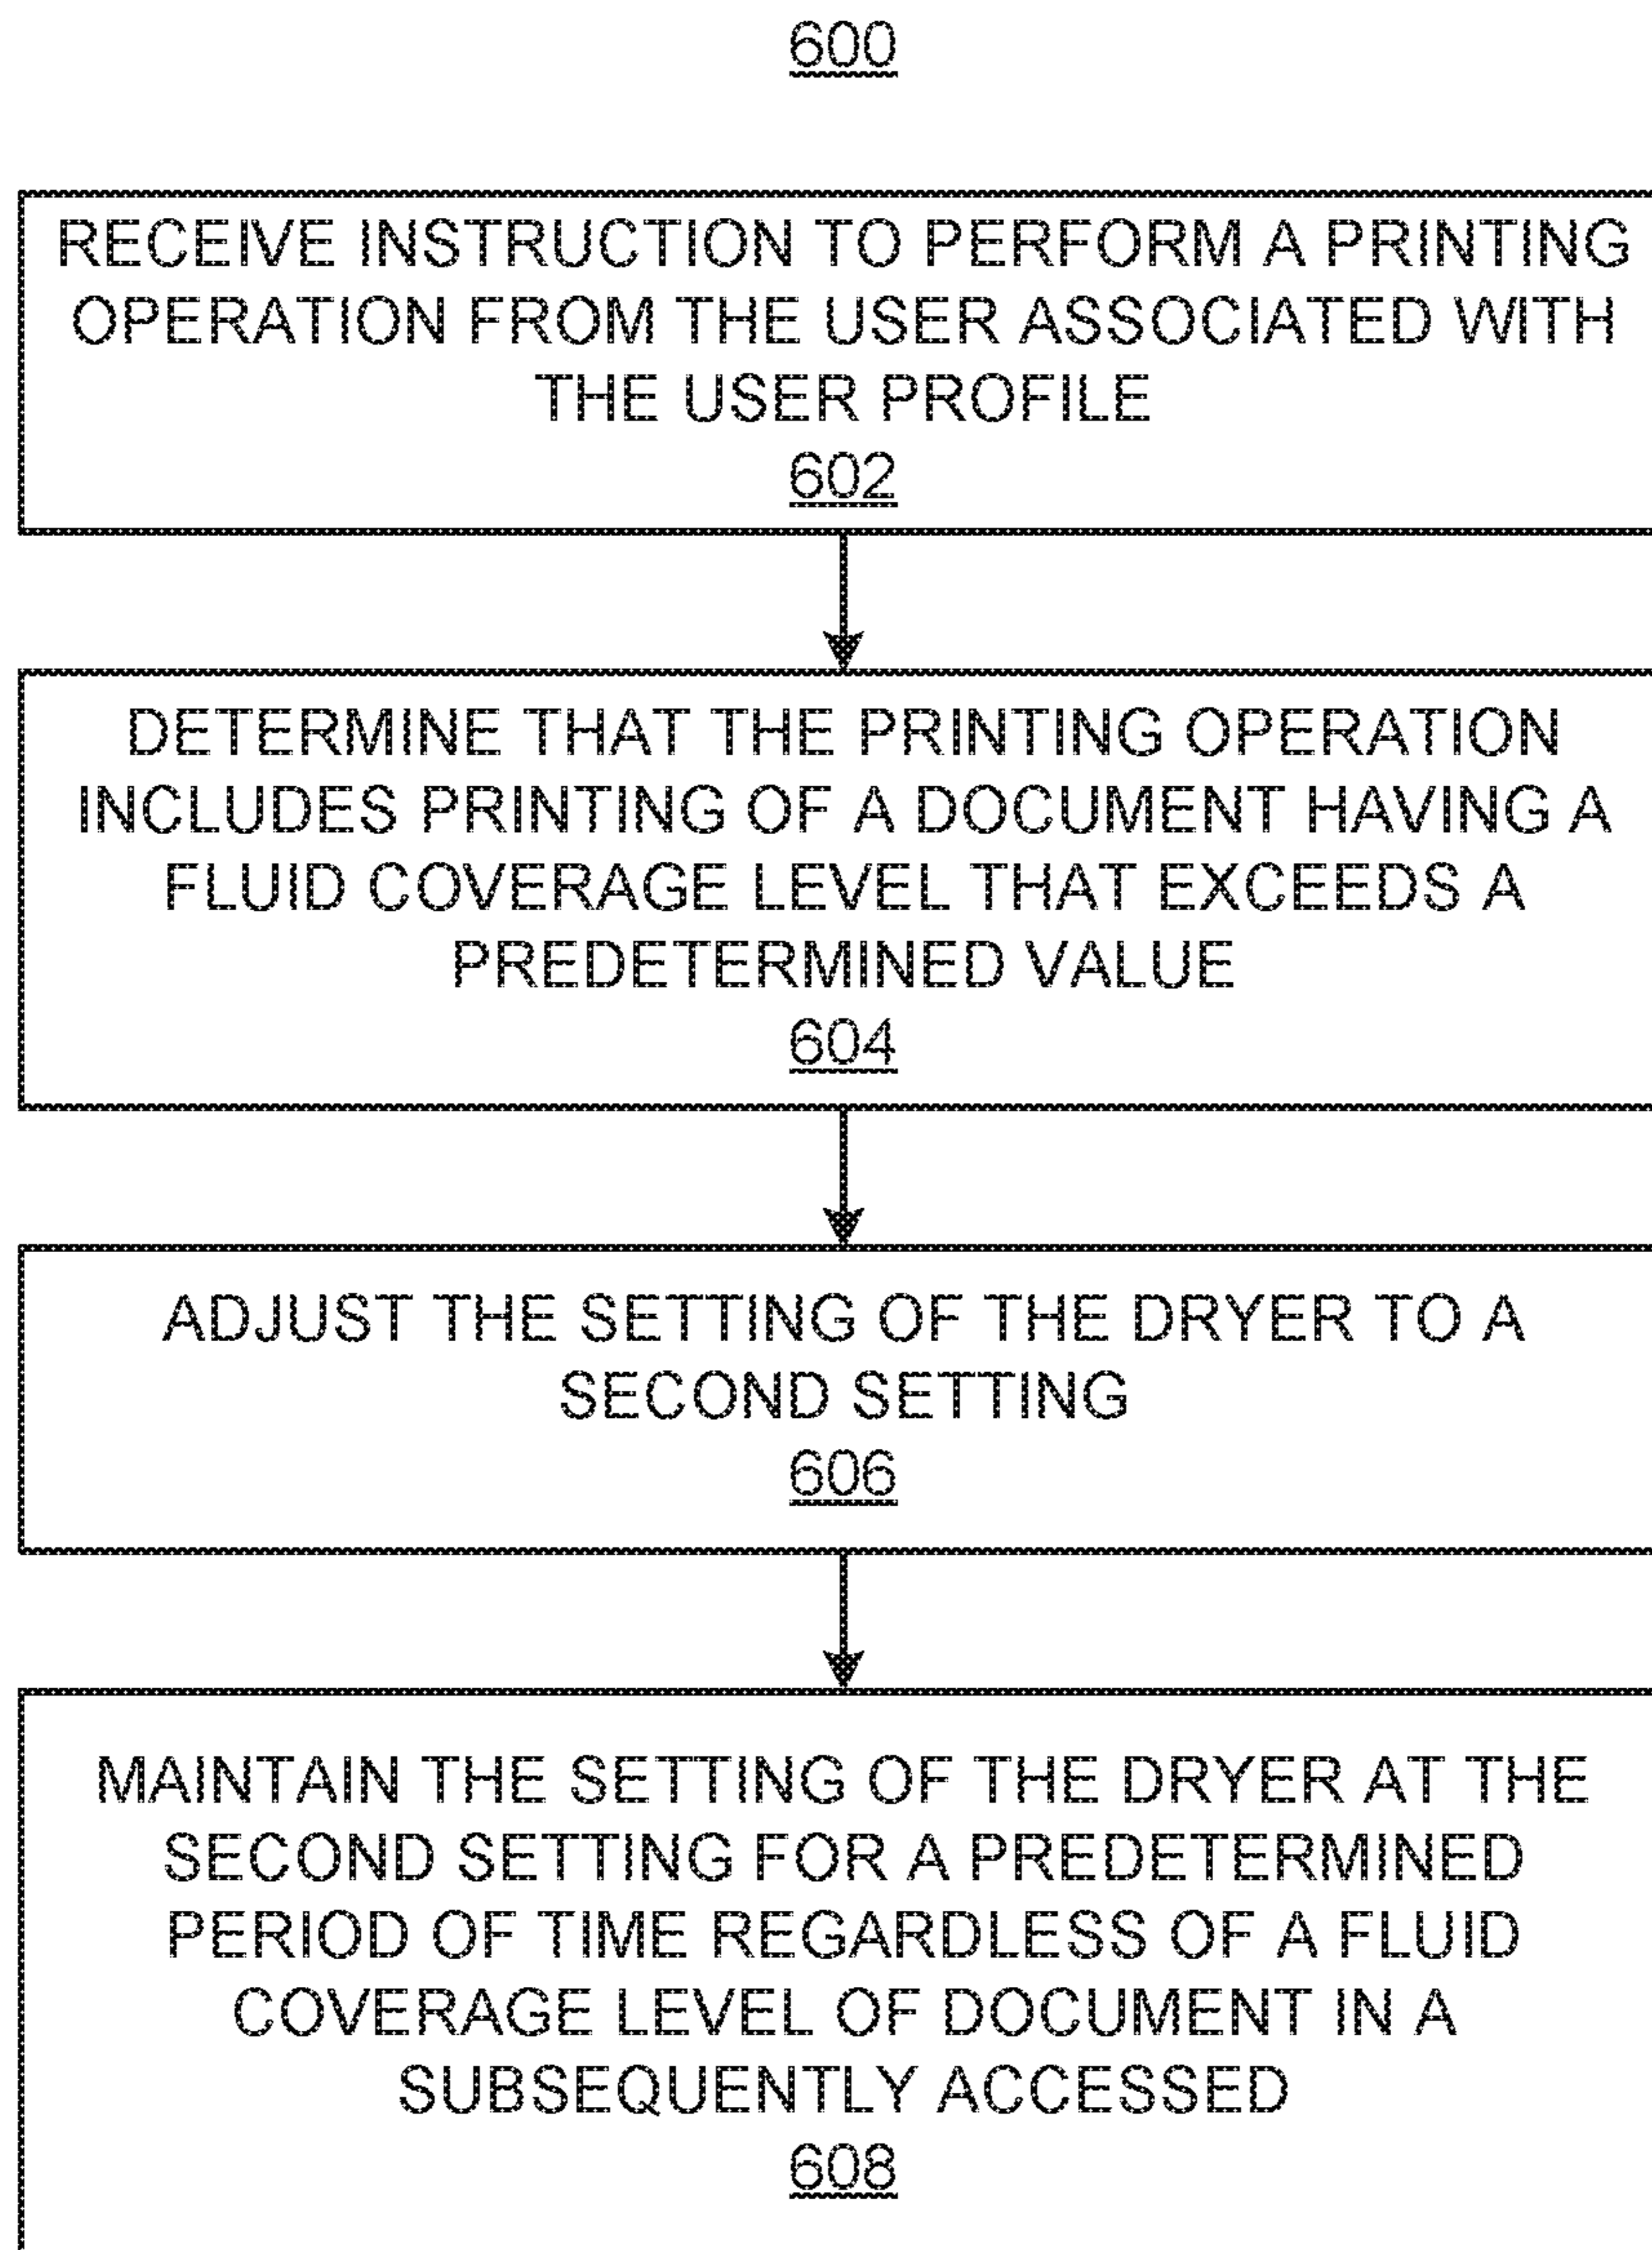 600
RECEIVE INSTRUCTION TO PERFORM A PRINTING
OPERATION FROM THE USER ASSOCIATED WITH
THE USER PROFILE
602
DETERMINE THAT THE PRINTING OPERATION
INCLUDES PRINTING OF A DOCUMENT HAVING A
FLUID COVERAGE LEVEL THAT EXCEEDS A
PREDETERMINED VALUE
604
ADJUST THE SETTING OF THE DRYER TO A
SECOND SETTING
606
MAINTAIN THE SETTING OF THE DRYER AT THE
SECOND SETTING FOR A PREDETERMINED
PERIOD OF TIME REGARDLESS OF A FLUID
COVERAGE LEVEL OF DOCUMENT IN A
SUBSEQUENTLY ACCESSED
608